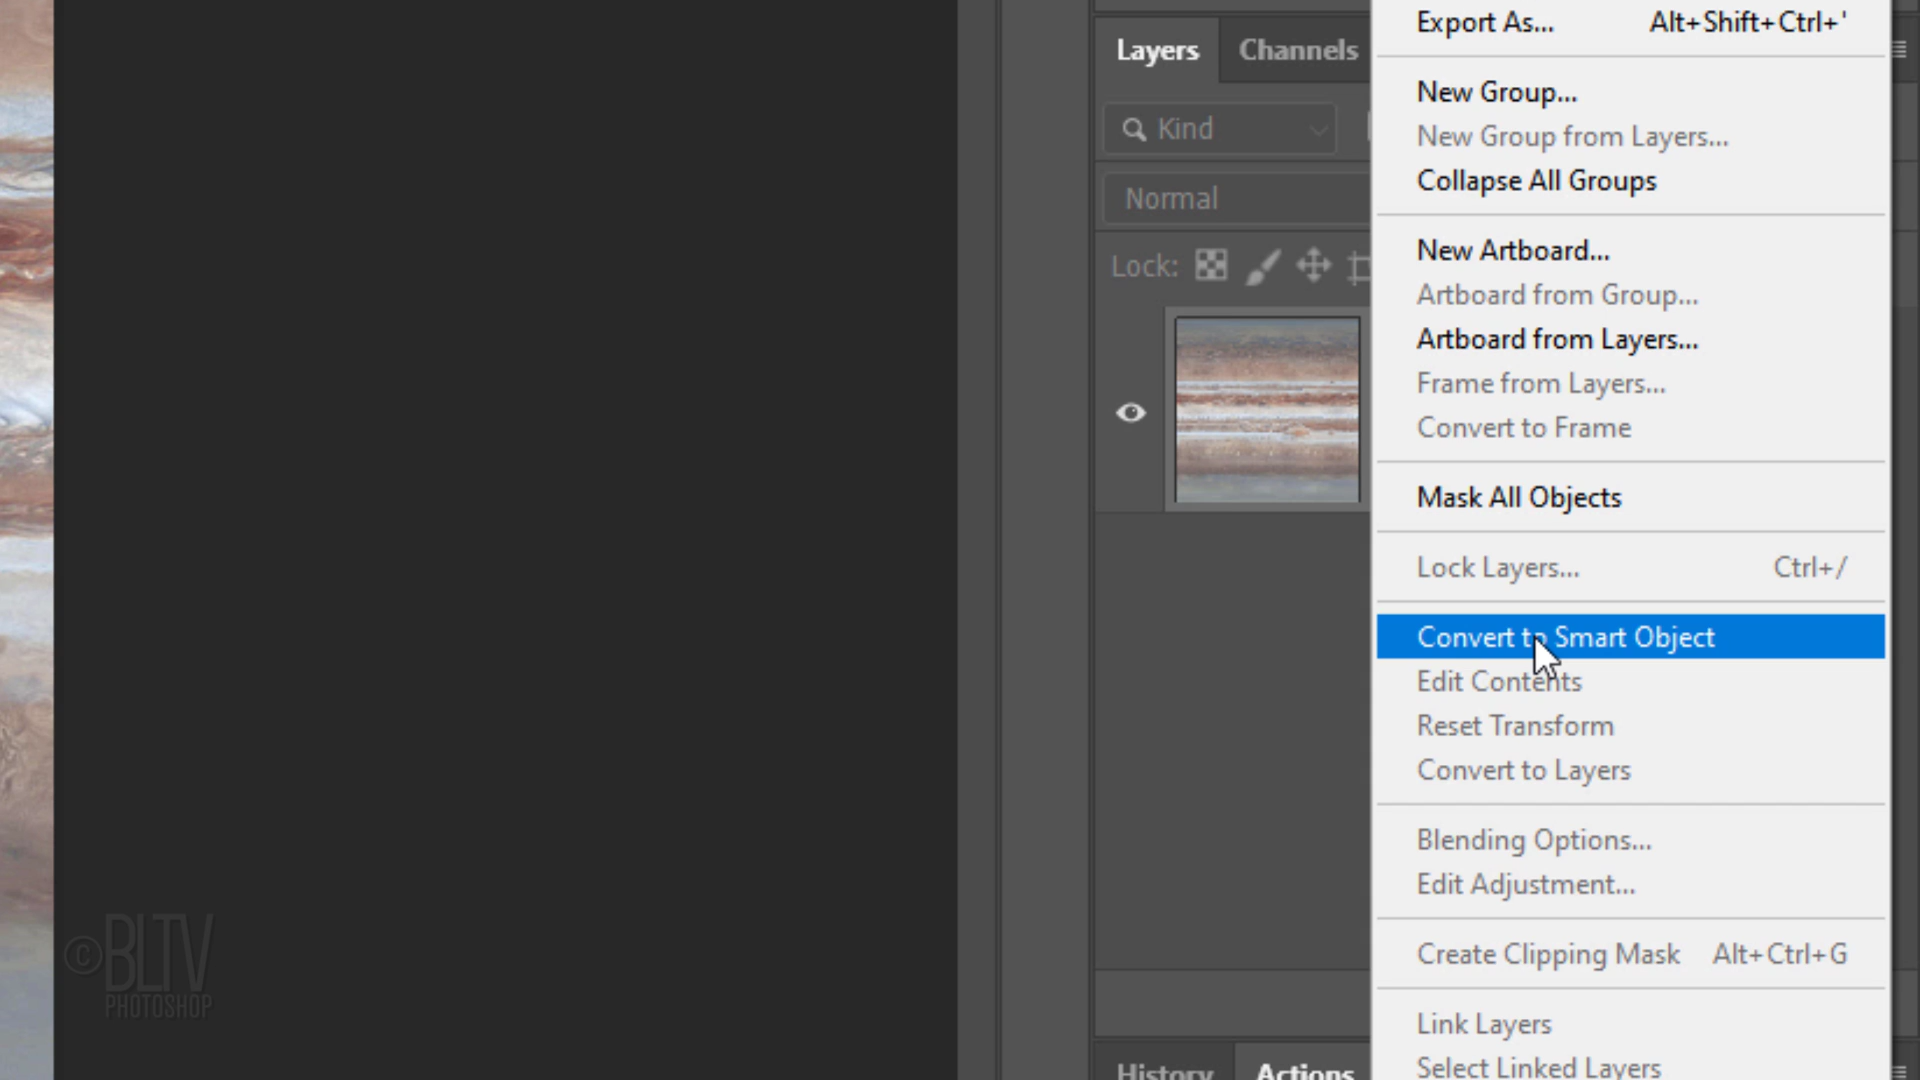 Export As... Alt+Shift+Ctrl+'
Layers Channels
New Group...
Kind
New Group from Layers...
Collapse All Groups
Normal
New Artboard...
Lock:
Artboard from Group...
Artboard from Layers...
Frame from Layers...
Convert to Frame
Mask All Objects
Lock Layers... Ctrl+/
Convert to Smart Object
Edit Contents
Reset Transform
Convert to Layers
Blending Options...
Edit Adjustment...
Create Clipping Mask Alt+Ctrl+G
©BLTV
PHOTOSHOP
Link Layers
Select Linked Layers
History Actions